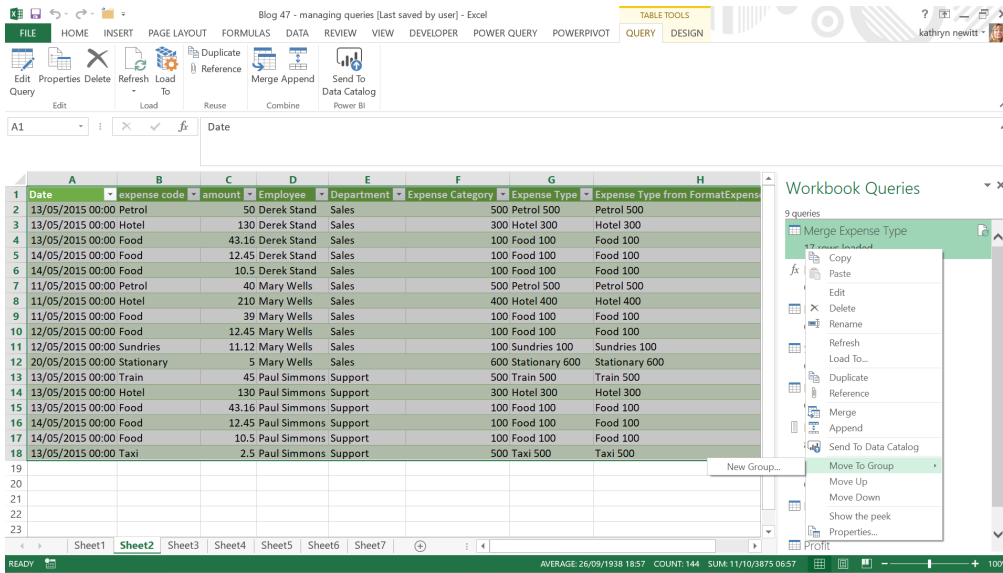 Blog 47 - managing queries [Last saved by user] - Excel
TABLE TOOLS
FILE HOME INSERT PAGE LAYOUT FORMULAS DATA REVIEW VIEW DEVELOPER POWER QUERY POWERPIVOT QUERY DESIGN
kathryn newitt
Edit Query Properties Delete Refresh Load To Duplicate Reference Merge Append Send To Data Catalog
Edit Load Reuse Combine Power BI
A1 fx Date
A B C D E F G H
1 Date expense code amount Employee Department Expense Category Expense Type Expense Type from FormatExpens
2 13/05/2015 00:00 Petrol 50 Derek Stand Sales 500 Petrol 500 Petrol 500
3 13/05/2015 00:00 Hotel 130 Derek Stand Sales 300 Hotel 300 Hotel 300
4 13/05/2015 00:00 Food 43.16 Derek Stand Sales 100 Food 100 Food 100
5 14/05/2015 00:00 Food 12.45 Derek Stand Sales 100 Food 100 Food 100
6 14/05/2015 00:00 Food 10.5 Derek Stand Sales 100 Food 100 Food 100
7 11/05/2015 00:00 Petrol 40 Mary Wells Sales 500 Petrol 500 Petrol 500
8 11/05/2015 00:00 Hotel 210 Mary Wells Sales 400 Hotel 400 Hotel 400
9 11/05/2015 00:00 Food 39 Mary Wells Sales 100 Food 100 Food 100
10 12/05/2015 00:00 Food 12.45 Mary Wells Sales 100 Food 100 Food 100
11 12/05/2015 00:00 Sundries 11.12 Mary Wells Sales 100 Sundries 100 Sundries 100
12 20/05/2015 00:00 Stationary 5 Mary Wells Sales 600 Stationary 600 Stationary 600
13 13/05/2015 00:00 Train 45 Paul Simmons Support 500 Train 500 Train 500
14 13/05/2015 00:00 Hotel 130 Paul Simmons Support 300 Hotel 300 Hotel 300
15 13/05/2015 00:00 Food 43.16 Paul Simmons Support 100 Food 100 Food 100
16 14/05/2015 00:00 Food 12.45 Paul Simmons Support 100 Food 100 Food 100
17 14/05/2015 00:00 Food 10.5 Paul Simmons Support 100 Food 100 Food 100
18 13/05/2015 00:00 Taxi 2.5 Paul Simmons Support 500 Taxi 500 Taxi 500
19
20
21
22
23
Workbook Queries
9 queries
Merge Expense Type
17 rows loaded
fx
Copy
Paste
Edit
Delete
Rename
Refresh
Load To...
Duplicate
Reference
Merge
Append
Send To Data Catalog
Move To Group
New Group...
Move Up
Move Down
Show the peek
Properties...
Profit
Sheet1 Sheet2 Sheet3 Sheet4 Sheet5 Sheet6 Sheet7
READY AVERAGE: 26/09/1938 18:57 COUNT: 144 SUM: 11/10/3875 06:57 100